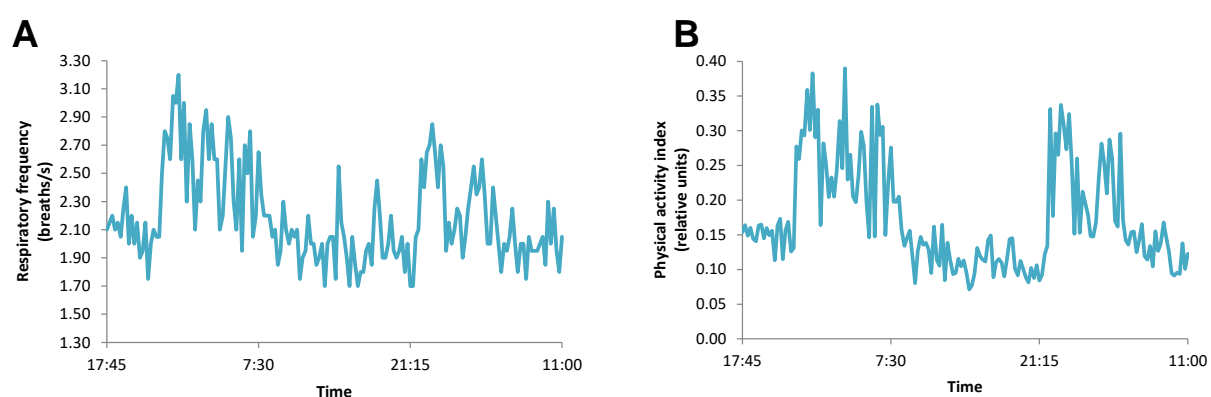 A
3.30
3.10
2.90
2.70
2.50
2.30
2.10
1.90
1.70
1.50
1.30
Respiratory frequency
(breaths/s)
17:45 7:30 21:15 11:00
Time
B
0.40
0.35
0.30
0.25
0.20
0.15
0.10
0.05
0.00
Physical activity index
(relative units)
17:45 7:30 21:15 11:00
Time